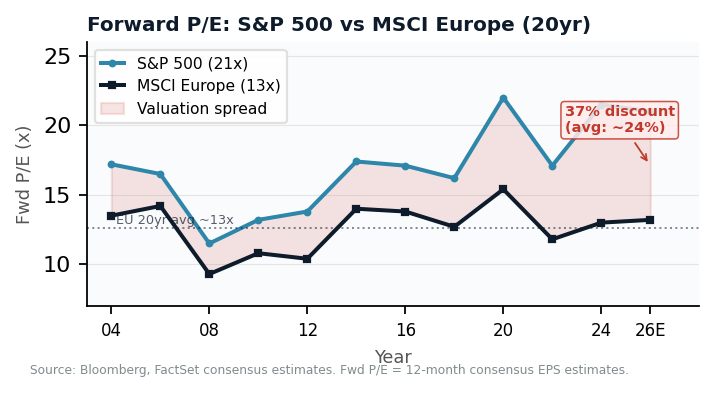 Forward P/E: S&P 500 vs MSCI Europe (20yr)
25
20
15
10
Fwd P/E (x)
S&P 500 (21x)
MSCI Europe (13x)
Valuation spread
37% discount
(avg: ~24%)
EU 20yr avg ~13x
04 08 12 16 20 24 26E
Year
Source: Bloomberg, FactSet consensus estimates. Fwd P/E = 12-month consensus EPS estimates.